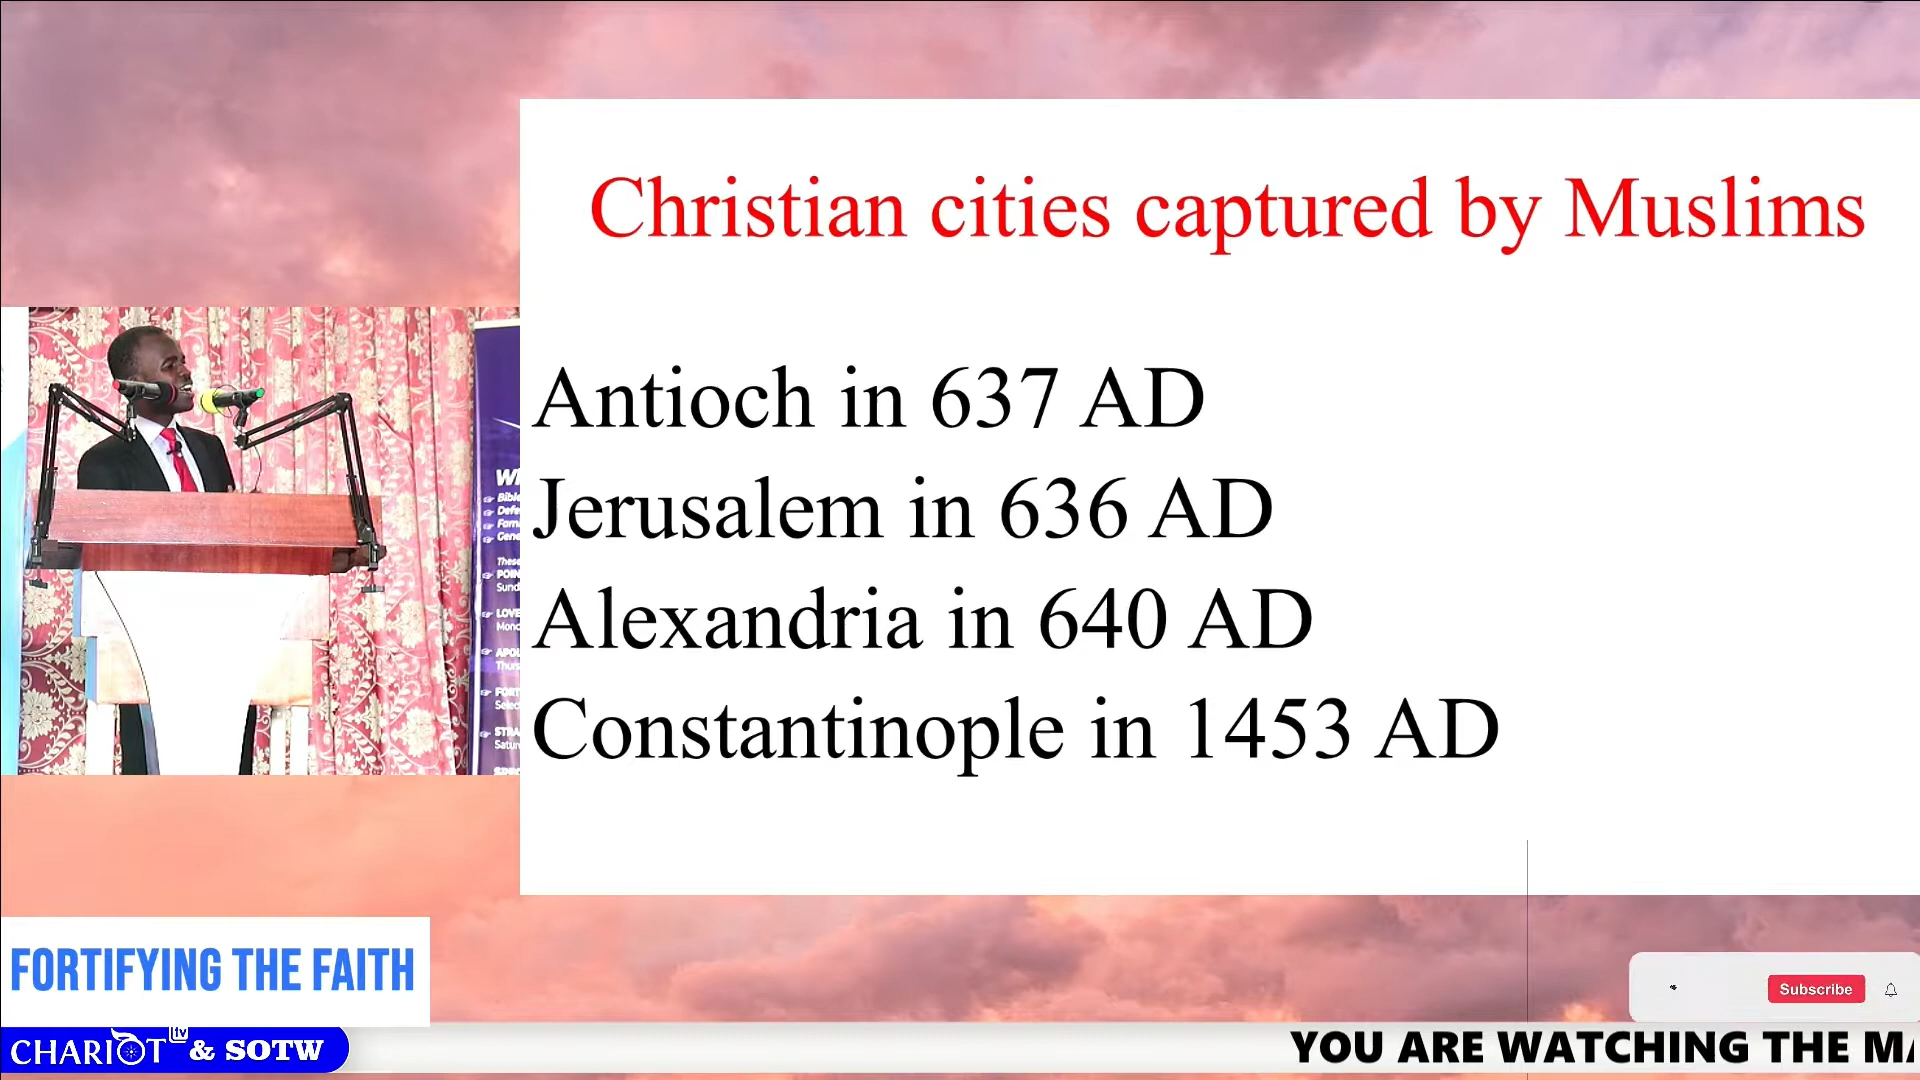 Christian cities captured by Muslims
Antioch in 637 AD
Jerusalem in 636 AD
Alexandria in 640 AD
Constantinople in 1453 AD
FORTIFYING THE FAITH
CHARIOT tv & SOTW
Subscribe
YOU ARE WATCHING THE